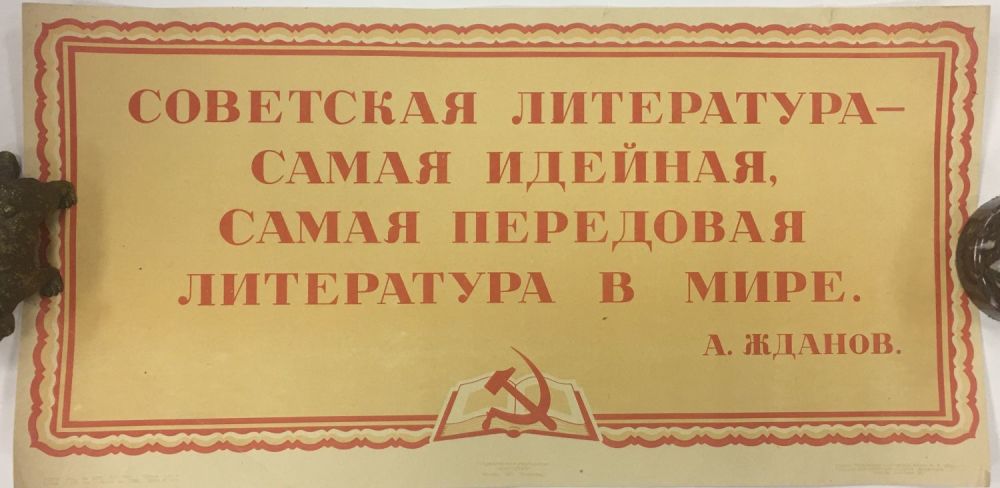 СОВЕТСКАЯ ЛИТЕРАТУРА–
САМАЯ ИДЕЙНАЯ,
САМАЯ ПЕРЕДОВАЯ
ЛИТЕРАТУРА В МИРЕ.
А. ЖДАНОВ.